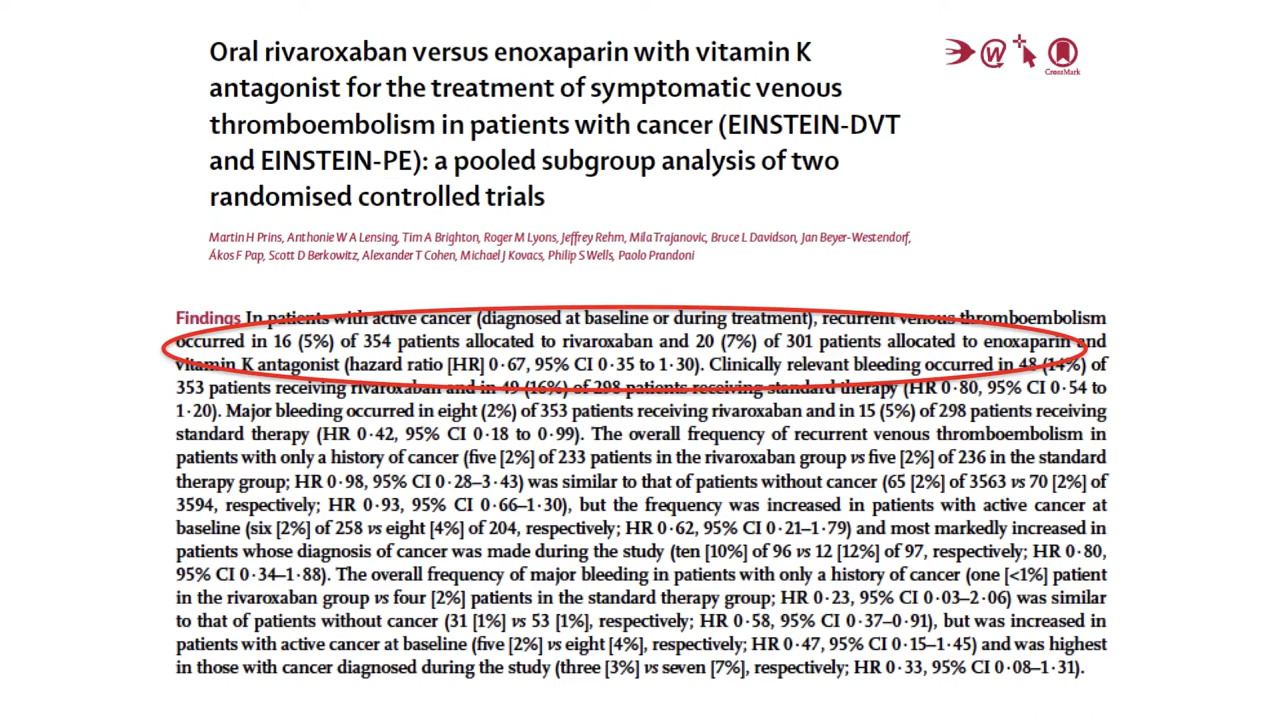 Oral rivaroxaban versus enoxaparin with vitamin K
antagonist for the treatment of symptomatic venous
thromboembolism in patients with cancer (EINSTEIN-DVT
and EINSTEIN-PE): a pooled subgroup analysis of two
randomised controlled trials
W
CrossMark
Martin H Prins, Anthonie W A Lensing, Tim A Brighton, Roger M Lyons, Jeffrey Rehm, Mila Trajanovic, Bruce L Davidson, Jan Beyer-Westendorf,
Ákos F Pap, Scott D Berkowitz, Alexander T Cohen, Michael J Kovacs, Philip S Wells, Paolo Prandoni
Findings In patients with active cancer (diagnosed at baseline or during treatment), recurrent venous thromboembolism
occurred in 16 (5%) of 354 patients allocated to rivaroxaban and 20 (7%) of 301 patients allocated to enoxaparin and
vitamin K antagonist (hazard ratio [HR] 0·67, 95% CI 0·35 to 1·30). Clinically relevant bleeding occurred in 48 (14%) of
353 patients receiving rivaroxaban and in 49 (16%) of 298 patients receiving standard therapy (HR 0·80, 95% CI 0·54 to
1·20). Major bleeding occurred in eight (2%) of 353 patients receiving rivaroxaban and in 15 (5%) of 298 patients receiving
standard therapy (HR 0·42, 95% CI 0·18 to 0·99). The overall frequency of recurrent venous thromboembolism in
patients with only a history of cancer (five [2%] of 233 patients in the rivaroxaban group vs five [2%] of 236 in the standard
therapy group; HR 0·98, 95% CI 0·28–3·43) was similar to that of patients without cancer (65 [2%] of 3563 vs 70 [2%] of
3594, respectively; HR 0·93, 95% CI 0·66–1·30), but the frequency was increased in patients with active cancer at
baseline (six [2%] of 258 vs eight [4%] of 204, respectively; HR 0·62, 95% CI 0·21–1·79) and most markedly increased in
patients whose diagnosis of cancer was made during the study (ten [10%] of 96 vs 12 [12%] of 97, respectively; HR 0·80,
95% CI 0·34–1·88). The overall frequency of major bleeding in patients with only a history of cancer (one [<1%] patient
in the rivaroxaban group vs four [2%] patients in the standard therapy group; HR 0·23, 95% CI 0·03–2·06) was similar
to that of patients without cancer (31 [1%] vs 53 [1%], respectively; HR 0·58, 95% CI 0·37–0·91), but was increased in
patients with active cancer at baseline (five [2%] vs eight [4%], respectively; HR 0·47, 95% CI 0·15–1·45) and was highest
in those with cancer diagnosed during the study (three [3%] vs seven [7%], respectively; HR 0·33, 95% CI 0·08–1·31).